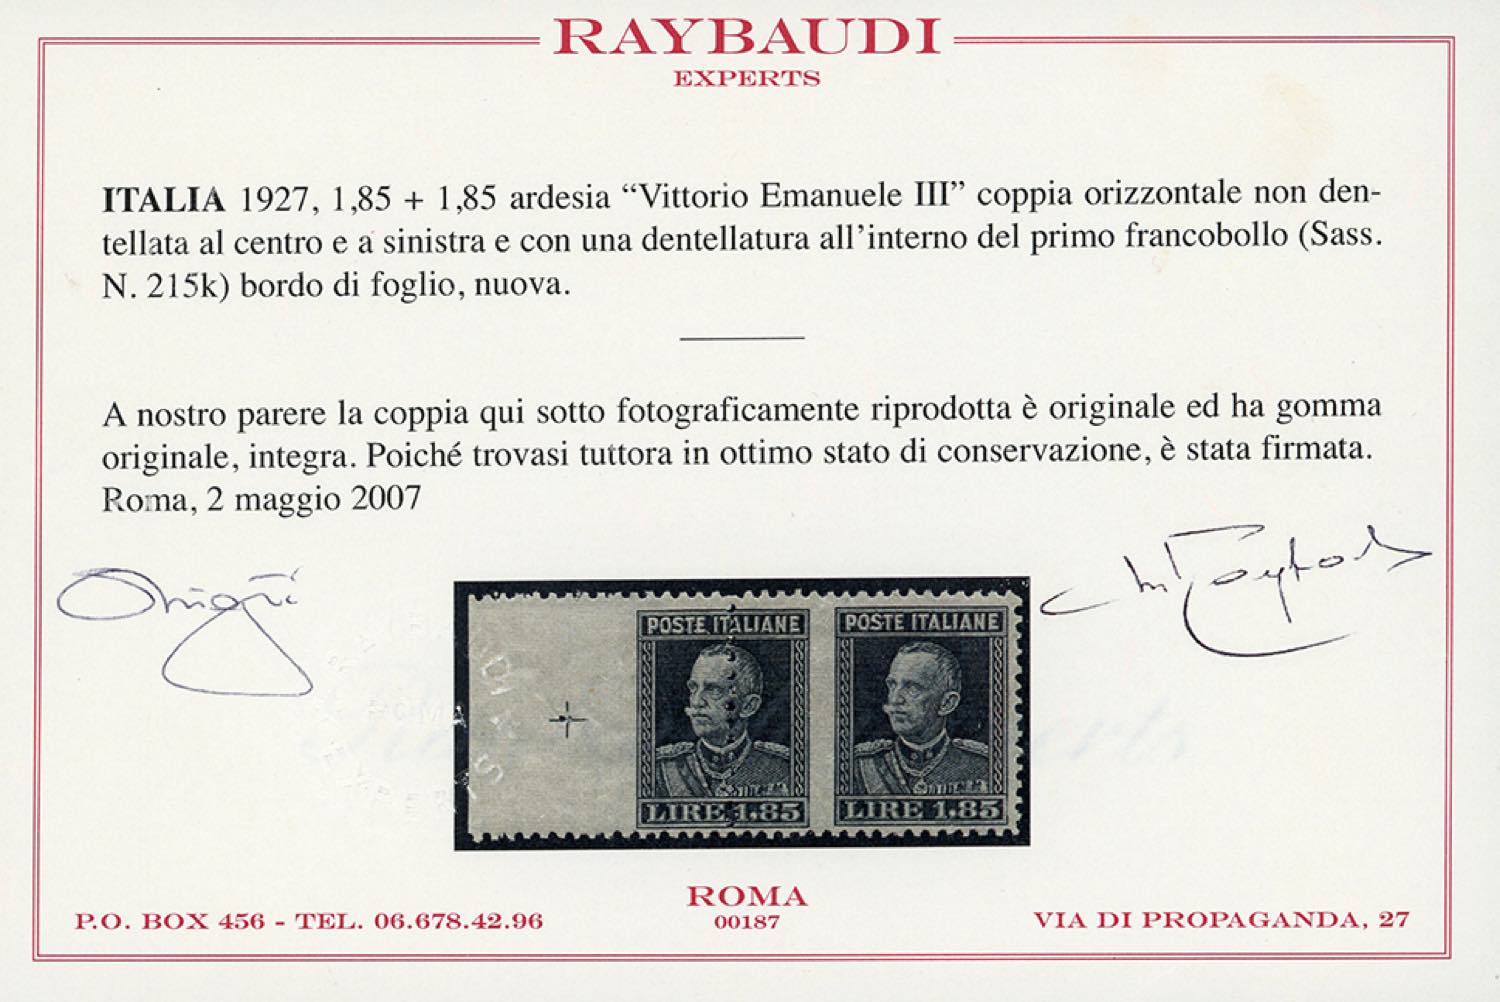 RAYBAUDI
EXPERTS
ITALIA 1927, 1,85 + 1,85 ardesia “Vittorio Emanuele III” coppia orizzontale non den-
tellata al centro e a sinistra e con una dentellatura all’interno del primo francobollo (Sass.
N. 215k) bordo di foglio, nuova.
A nostro parere la coppia qui sotto fotograficamente riprodotta è originale ed ha gomma
originale, integra. Poiché trovasi tuttora in ottimo stato di conservazione, è stata firmata.
Roma, 2 maggio 2007
POSTE ITALIANE POSTE ITALIANE
LIRE 1.85 LIRE 1.85
ROMA
P.O. BOX 456 - TEL. 06.678.42.96 00187 VIA DI PROPAGANDA, 27